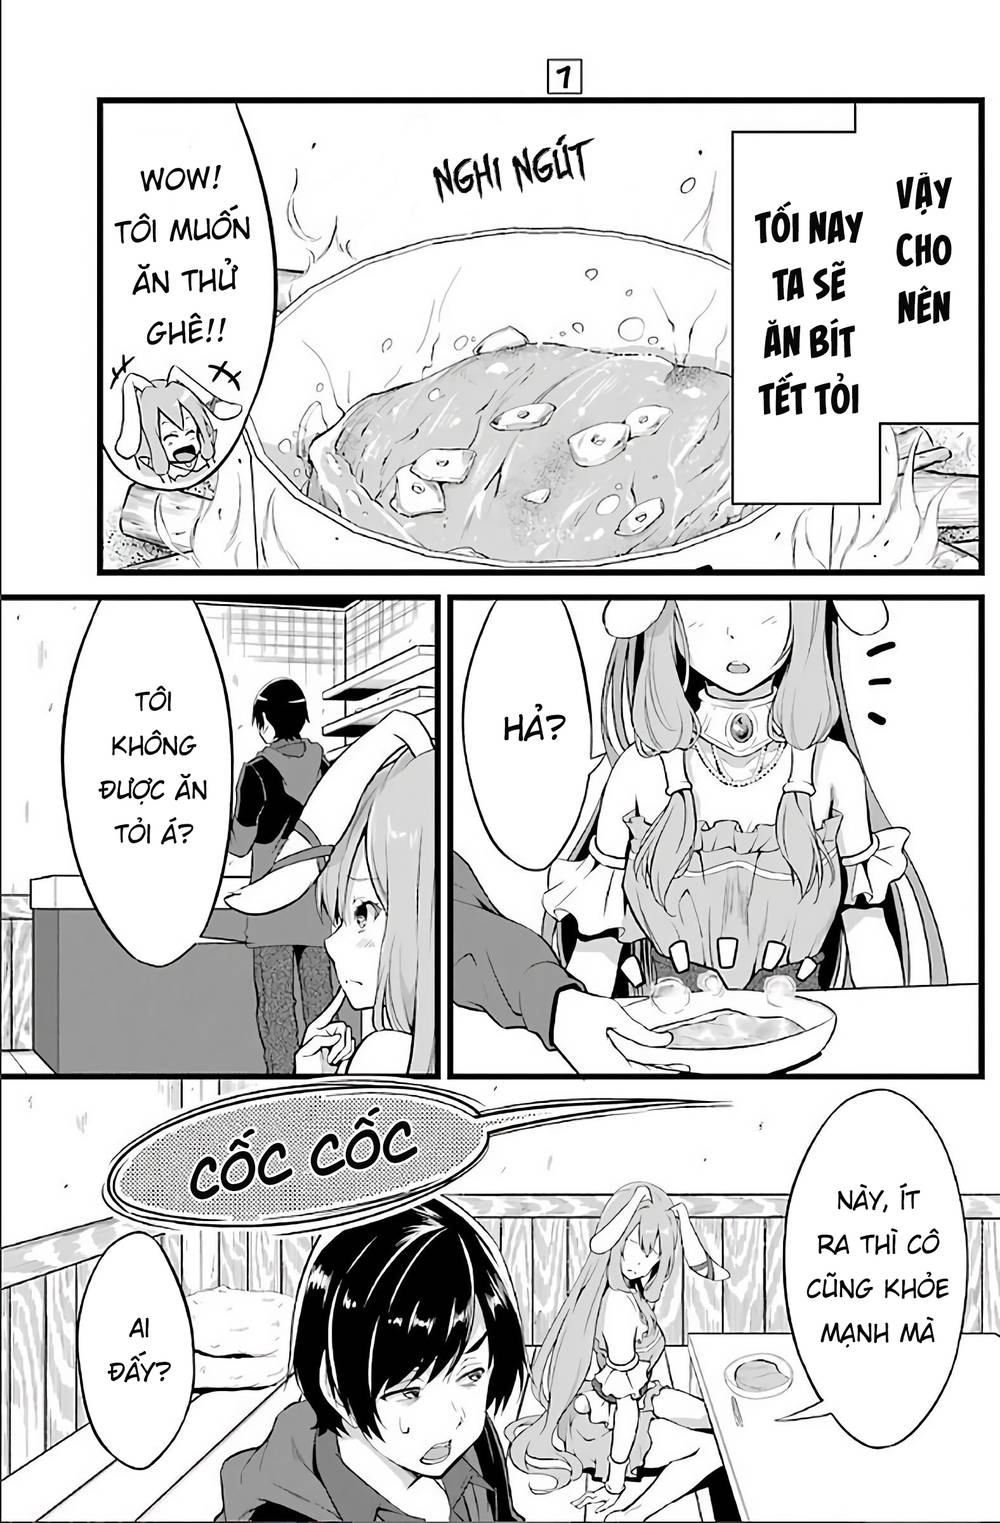 7
VẬY
CHO
NÊN
TỐI NAY
TA SẼ
ĂN BÍT
TẾT TỎI
NGHI NGÚT
WOW!
TÔI MUỐN
ĂN THỬ
GHÊ!!
HẢ?
TÔI
KHÔNG
ĐƯỢC ĂN
TỎI Á?
NÀY, ÍT
RA THÌ CÔ
CŨNG KHỎE
MẠNH MÀ
CỐC CỐC
AI
ĐẤY?